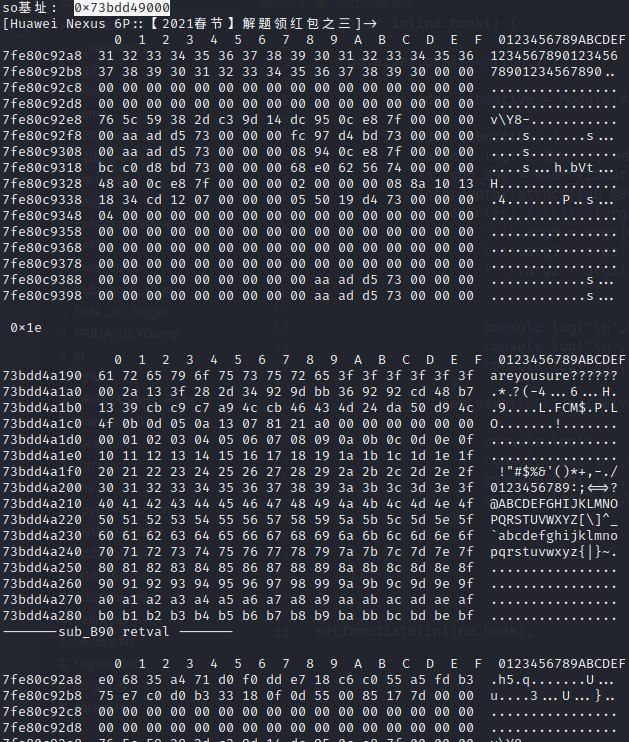 so基址: 0×73bdd49000
[Huawei Nexus 6P::【2021春节】解题领红包之三]→
0 1 2 3 4 5 6 7 8 9 A B C D E F 0123456789ABCDEF
7fe80c92a8 31 32 33 34 35 36 37 38 39 30 31 32 33 34 35 36 1234567890123456
7fe80c92b8 37 38 39 30 31 32 33 34 35 36 37 38 39 30 00 00 78901234567890..
7fe80c92c8 00 00 00 00 00 00 00 00 00 00 00 00 00 00 00 00 ................
7fe80c92d8 00 00 00 00 00 00 00 00 00 00 00 00 00 00 00 00 ................
7fe80c92e8 76 5c 59 38 2d c3 9d 14 dc 95 0c e8 7f 00 00 00 v\Y8-...........
7fe80c92f8 00 aa ad d5 73 00 00 00 fc 97 d4 bd 73 00 00 00 ....s.......s...
7fe80c9308 00 aa ad d5 73 00 00 00 08 94 0c e8 7f 00 00 00 ....s...........
7fe80c9318 bc c0 d8 bd 73 00 00 00 68 e0 62 56 74 00 00 00 ....s...h.bVt...
7fe80c9328 48 a0 0c e8 7f 00 00 00 02 00 00 00 08 8a 10 13 H...............
7fe80c9338 18 34 cd 12 07 00 00 00 05 50 19 d4 73 00 00 00 .4.......P..s...
7fe80c9348 04 00 00 00 00 00 00 00 00 00 00 00 00 00 00 00 ................
7fe80c9358 00 00 00 00 00 00 00 00 00 00 00 00 00 00 00 00 ................
7fe80c9368 00 00 00 00 00 00 00 00 00 00 00 00 00 00 00 00 ................
7fe80c9378 00 00 00 00 00 00 00 00 00 00 00 00 00 00 00 00 ................
7fe80c9388 00 00 00 00 00 00 00 00 00 aa ad d5 73 00 00 00 ............s...
7fe80c9398 00 00 00 00 00 00 00 00 00 aa ad d5 73 00 00 00 ............s...
0×1e
0 1 2 3 4 5 6 7 8 9 A B C D E F 0123456789ABCDEF
73bdd4a190 61 72 65 79 6f 75 73 75 72 65 3f 3f 3f 3f 3f 3f areyousure??????
73bdd4a1a0 00 2a 13 3f 28 2d 34 92 9d bb 36 92 92 cd 48 b7 .*.?(-4...6...H.
73bdd4a1b0 13 39 cb c9 c7 a9 4c cb 46 43 4d 24 da 50 d9 4c .9....L.FCM$.P.L
73bdd4a1c0 4f 0b 0d 05 0a 13 07 81 21 a0 00 00 00 00 00 00 O.......!.......
73bdd4a1d0 00 01 02 03 04 05 06 07 08 09 0a 0b 0c 0d 0e 0f ................
73bdd4a1e0 10 11 12 13 14 15 16 17 18 19 1a 1b 1c 1d 1e 1f ................
73bdd4a1f0 20 21 22 23 24 25 26 27 28 29 2a 2b 2c 2d 2e 2f !"#$%&'()*+,-./
73bdd4a200 30 31 32 33 34 35 36 37 38 39 3a 3b 3c 3d 3e 3f 0123456789:;<=>?
73bdd4a210 40 41 42 43 44 45 46 47 48 49 4a 4b 4c 4d 4e 4f @ABCDEFGHIJKLMNO
73bdd4a220 50 51 52 53 54 55 56 57 58 59 5a 5b 5c 5d 5e 5f PQRSTUVWXYZ[\]^_
73bdd4a230 60 61 62 63 64 65 66 67 68 69 6a 6b 6c 6d 6e 6f `abcdefghijklmno
73bdd4a240 70 71 72 73 74 75 76 77 78 79 7a 7b 7c 7d 7e 7f pqrstuvwxyz{|}~.
73bdd4a250 80 81 82 83 84 85 86 87 88 89 8a 8b 8c 8d 8e 8f ................
73bdd4a260 90 91 92 93 94 95 96 97 98 99 9a 9b 9c 9d 9e 9f ................
73bdd4a270 a0 a1 a2 a3 a4 a5 a6 a7 a8 a9 aa ab ac ad ae af ................
73bdd4a280 b0 b1 b2 b3 b4 b5 b6 b7 b8 b9 ba bb bc bd be bf ................
———————sub_B90 retval ———————
0 1 2 3 4 5 6 7 8 9 A B C D E F 0123456789ABCDEF
7fe80c92a8 e0 68 35 a4 71 d0 f0 dd e7 18 c6 c0 55 a5 fd b3 .h5.q.......U...
7fe80c92b8 75 e7 c0 d0 b3 33 18 0f 0d 55 00 85 17 7d 00 00 u....3...U...}..
7fe80c92c8 00 00 00 00 00 00 00 00 00 00 00 00 00 00 00 00 ................
7fe80c92d8 00 00 00 00 00 00 00 00 00 00 00 00 00 00 00 00 ................